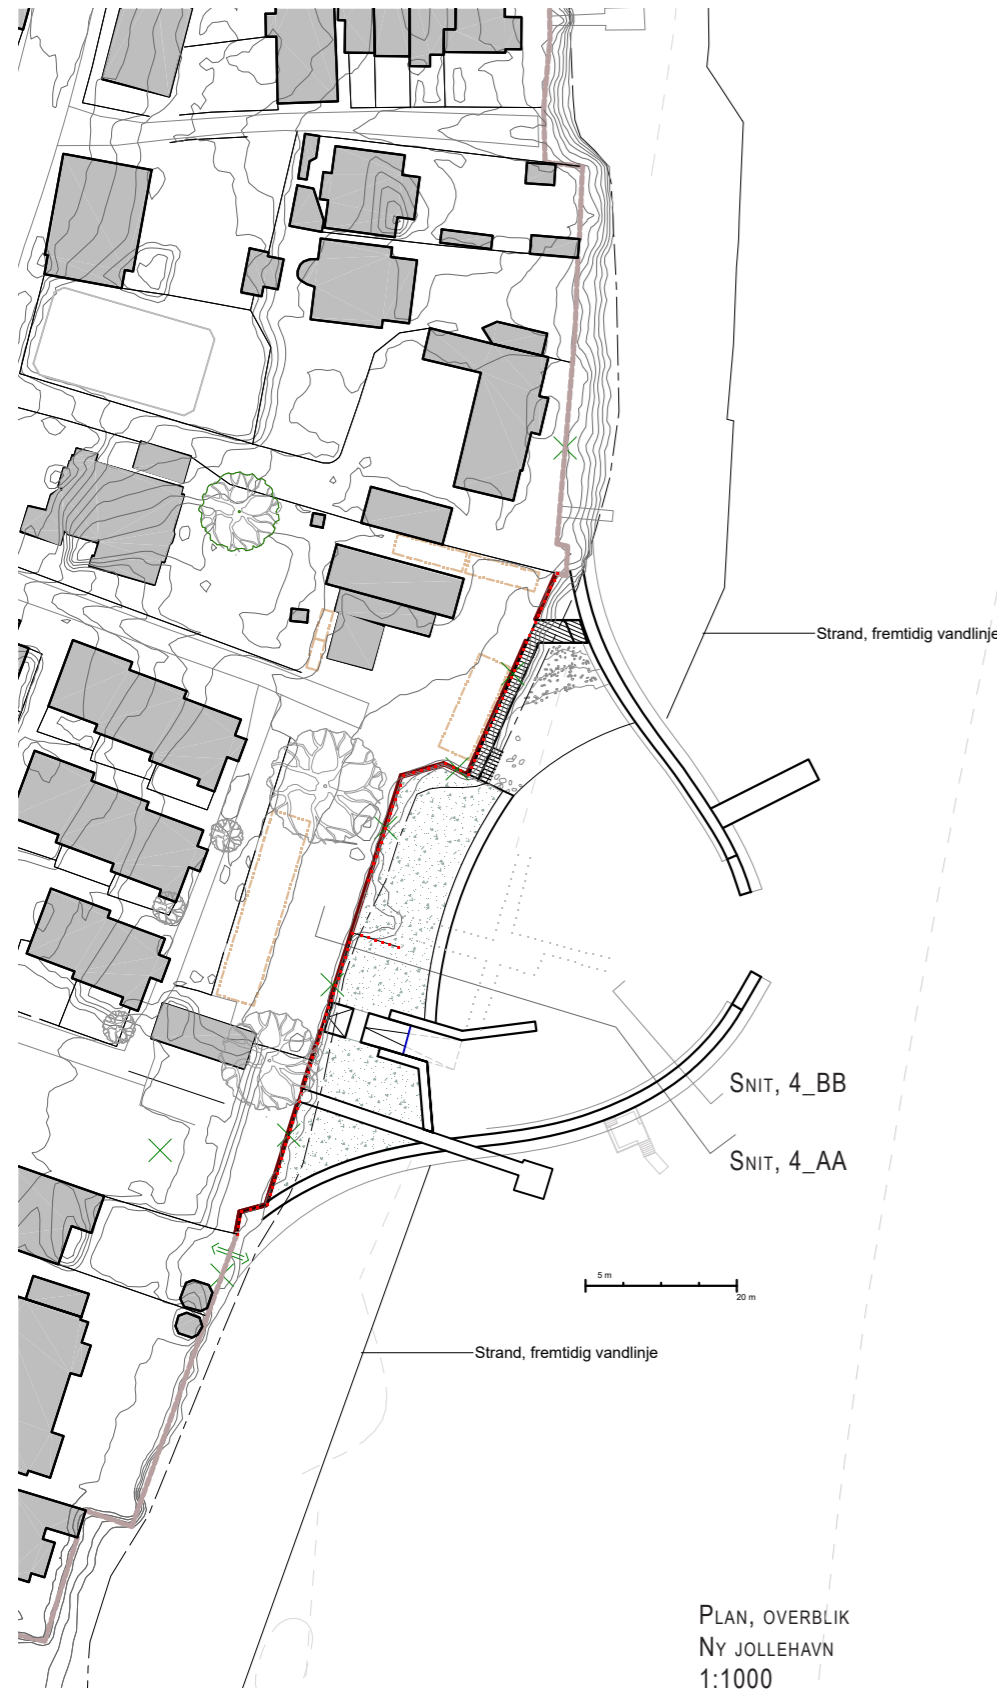 Strand, fremtidig vandlinje
Snit, 4_BB
Snit, 4_AA
5 m
20 m
Strand, fremtidig vandlinje
Plan, overblik
Ny jollehavn
1:1000